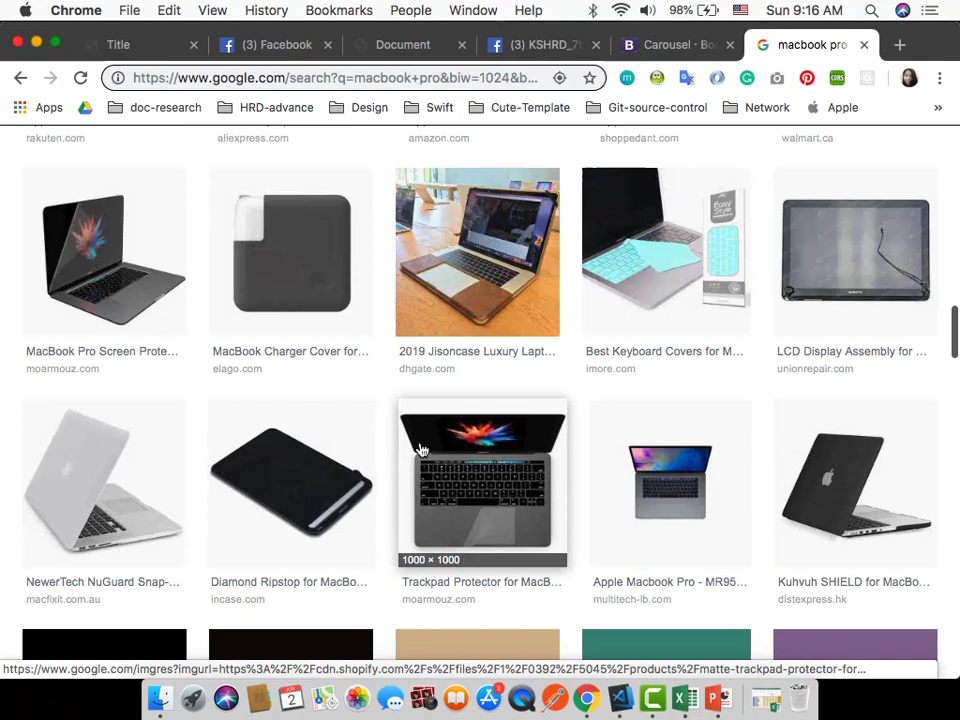 Chrome File Edit View History Bookmarks People Window Help 98% Sun 9:16 AM
Title
(3) Facebook
Document
(3) KSHRD_7t
Carousel · Bo
macbook pro
https://www.google.com/search?q=macbook+pro&biw=1024&b...
Apps doc-research HRD-advance Design Swift Cute-Template Git-source-control Network Apple »
rakuten.com aliexpress.com amazon.com shoppedant.com walmart.ca
Easy Style
MacBook Pro Screen Prote... MacBook Charger Cover for... 2019 Jisoncase Luxury Lapt... Best Keyboard Covers for M... LCD Display Assembly for ...
moarmouz.com elago.com dhgate.com imore.com unionrepair.com
1000 × 1000
NewerTech NuGuard Snap-... Diamond Ripstop for MacBo... Trackpad Protector for MacB... Apple Macbook Pro - MR95... Kuhvuh SHIELD for MacBo...
macfixit.com.au incase.com moarmouz.com multitech-lb.com distexpress.hk
https://www.google.com/imgres?imgurl=https%3A%2F%2Fcdn.shopify.com%2Fs%2Ffiles%2F1%2F0392%2F5045%2Fproducts%2Fmatte-trackpad-protector-for...